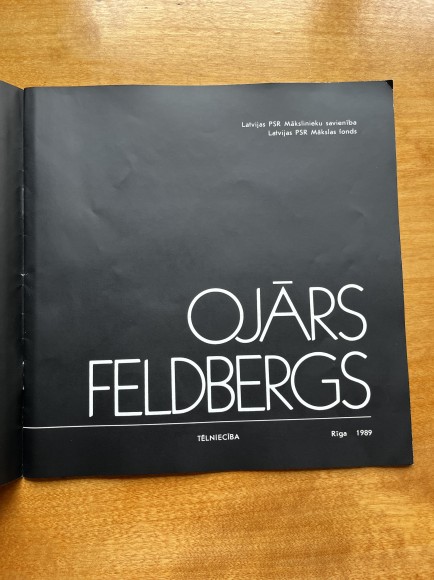 Latvijas PSR Mākslinieku savienība
Latvijas PSR Mākslas fonds
OJĀRS
FELDBERGS
TĒLNIECĪBA Rīga 1989